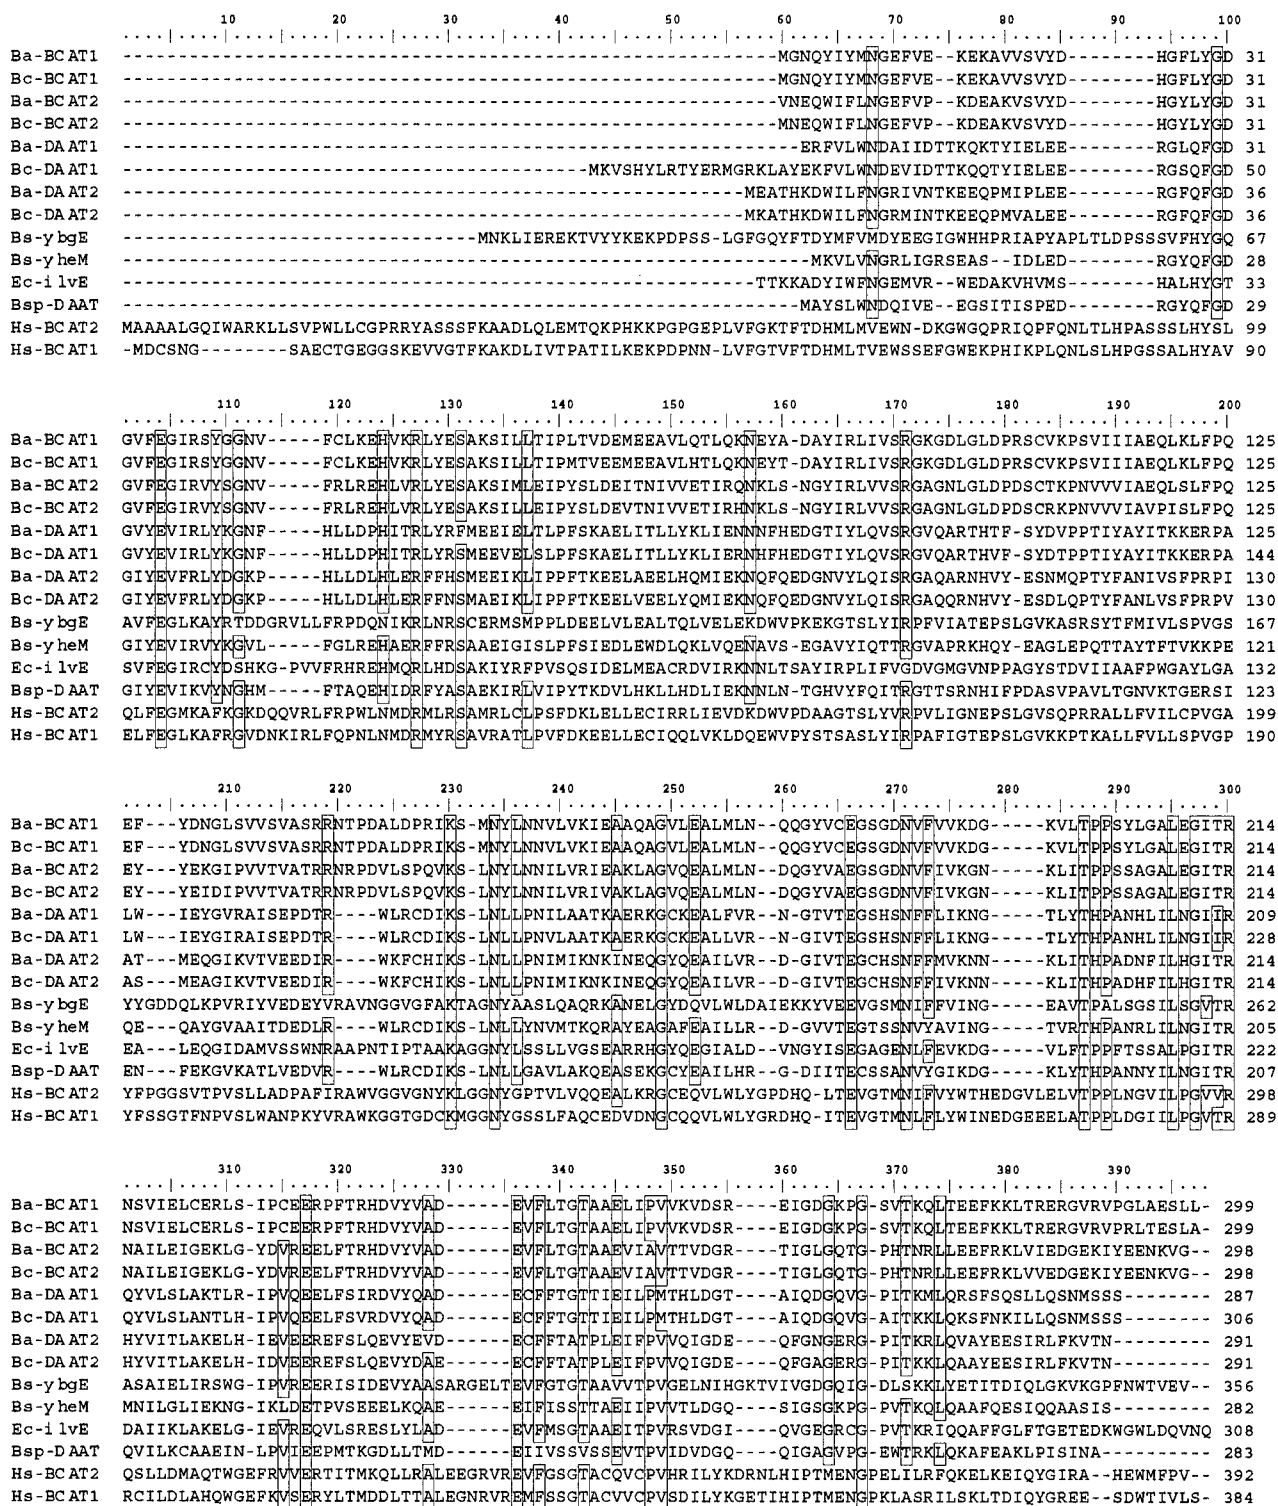 10 20 30 40 50 60 70 80 90 100
Ba-BCAT1 -----------------------------------------------------------MGNQYIYMNGEFVE--KEKAVVSVYD--------HGFLYGD 31
Bc-BCAT1 -----------------------------------------------------------MGNQYIYMNGEFVE--KEKAVVSVYD--------HGFLYGD 31
Ba-BCAT2 -----------------------------------------------------------VNEQWIFLNGEFVP--KDEAKVSVYD--------HGYLYGD 31
Bc-BCAT2 -----------------------------------------------------------MNEQWIFLNGEFVP--KDEAKVSVYD--------HGYLYGD 31
Ba-DAAT1 -------------------------------------------------------------ERFVLWNDAIIDTTKQKTYIELEE--------RGLQFGD 31
Bc-DAAT1 ------------------------------------------MKVSHYLRTYERMGRKLAYEKFVLWNDEVIDTTKQQTYIELEE--------RGSQFGD 50
Ba-DAAT2 --------------------------------------------------------MEATHKDWILFNGRIVNTKEEQPMIPLEE--------RGFQFGD 36
Bc-DAAT2 --------------------------------------------------------MKATHKDWILFNGRMINTKEEQPMVALEE--------RGFQFGD 36
Bs-ybgE --------------------------------MNKLIEREKTVYYKEKPDPSS-LGFGQYFTDYMFVMDYEEGIGWHHPRIAPYAPLTLDPSSSVFHYGQ 67
Bs-yheM --------------------------------------------------------------MKVLVNGRLIGRSEAS--IDLED--------RGYQFGD 28
Ec-ilvE ---------------------------------------------------------TTKKADYIWFNGEMVR--WEDAKVHVMS--------HALHYGT 33
Bsp-DAAT -------------------------------------------------------------MAYSLWNDQIVE--EGSITISPED--------RGYQFGD 29
Hs-BCAT2 MAAAALGQIWARKLLSVPWLLCGPRRYASSSFKAADLQLEMTQKPHKKPGPGEPLVFGKTFTDHMLMVEWN-DKGWGQPRIQPFQNLTLHPASSSLHYSL 99
Hs-BCAT1 -MDCSNG--------SAECTGEGGSKEVVGTFKAKDLIVTPATILKEKPDPNN-LVFGTVFTDHMLTVEWSSEFGWEKPHIKPLQNLSLHPGSSALHYAV 90
110 120 130 140 150 160 170 180 190 200
Ba-BCAT1 GVFEGIRSYGGNV-----FCLKEHVKRLYESAKSILLTIPLTVDEMEEAVLQTLQKNEYA-DAYIRLIVSRGKGDLGLDPRSCVKPSVIIIAEQLKLFPQ 125
Bc-BCAT1 GVFEGIRSYGGNV-----FCLKEHVKRLYESAKSILLTIPMTVEEMEEAVLHTLQKNEYT-DAYIRLIVSRGKGDLGLDPRSCVKPSVIIIAEQLKLFPQ 125
Ba-BCAT2 GVFEGIRVYSGNV-----FRLREHLVRLYESAKSIMLEIPYSLDEITNIVVETIRQNKLS-NGYIRLVVSRGAGNLGLDPDSCTKPNVVVIAEQLSLFPQ 125
Bc-BCAT2 GVFEGIRVYSGNV-----FRLREHLVRLYESAKSILLEIPYSLDEVTNIVVETIRHNKLS-NGYIRLVVSRGAGNLGLDPDSCRKPNVVVIAVPISLFPQ 125
Ba-DAAT1 GVYEVIRLYKGNF-----HLLDPHITRLYRFMEEIELTLPFSKAELITLLYKLIENNNFHEDGTIYLQVSRGVQARTHTF-SYDVPPTIYAYITKKERPA 125
Bc-DAAT1 GVYEVIRLYKGNF-----HLLDPHITRLYRSMEEVELSLPFSKAELITLLYKLIERNHFHEDGTIYLQVSRGVQARTHVF-SYDTPPTIYAYITKKERPA 144
Ba-DAAT2 GIYEVFRLYDGKP-----HLLDLHLERFFHSMEEIKLIPPFTKEELAEELHQMIEKNQFQEDGNVYLQISRGAQARNHVY-ESNMQPTYFANIVSFPRPI 130
Bc-DAAT2 GIYEVFRLYDGKP-----HLLDLHLERFFNSMAEIKLIPPFTKEELVEELYQMIEKNQFQEDGNVYLQISRGAQQRNHVY-ESDLQPTYFANLVSFPRPV 130
Bs-ybgE AVFEGLKAYRTDDGRVLLFRPDQNIKRLNRSCERMSMPPLDEELVLEALTQLVELEKDWVPKEKGTSLYIRPFVIATEPSLGVKASRSYTFMIVLSPVGS 167
Bs-yheM GIYEVIRVYKGVL-----FGLREHAERFFRSAAEIGISLPFSIEDLEWDLQKLVQENAVS-EGAVYIQTTRGVAPRKHQY-EAGLEPQTTAYTFTVKKPE 121
Ec-ilvE SVFEGIRCYDSHKG-PVVFRHREHMQRLHDSAKIYRFPVSQSIDELMEACRDVIRKNNLTSAYIRPLIFVGDVGMGVNPPAGYSTDVIIAAFPWGAYLGA 132
Bsp-DAAT GIYEVIKVYNGHM-----FTAQEHIDRFYASAEKIRLVIPYTKDVLHKLLHDLIEKNNLN-TGHVYFQITRGTTSRNHIFPDASVPAVLTGNVKTGERSI 123
Hs-BCAT2 QLFEGMKAFKGKDQQVRLFRPWLNMDRMLRSAMRLCLPSFDKLELLECIRRLIEVDKDWVPDAAGTSLYVRPVLIGNEPSLGVSQPRRALLFVILCPVGA 199
Hs-BCAT1 ELFEGLKAFRGVDNKIRLFQPNLNMDRMYRSAVRATLPVFDKEELLECIQQLVKLDQEWVPYSTSASLYIRPAFIGTEPSLGVKKPTKALLFVLLSPVGP 190
210 220 230 240 250 260 270 280 290 300
Ba-BCAT1 EF---YDNGLSVVSVASRRNTPDALDPRIKS-MNYLNNVLVKIEAAQAGVLEALMLN--QQGYVCEGSGDNVFVVKDG-----KVLTPPSYLGALEGITR 214
Bc-BCAT1 EF---YDNGLSVVSVASRRNTPDALDPRIKS-MNYLNNVLVKIEAAQAGVLEALMLN--QQGYVCEGSGDNVFVVKDG-----KVLTPPSYLGALEGITR 214
Ba-BCAT2 EY---YEKGIPVVTVATRRNRPDVLSPQVKS-LNYLNNILVRIEAKLAGVQEALMLN--DQGYVAEGSGDNVFIVKGN-----KLITPPSSAGALEGITR 214
Bc-BCAT2 EY---YEIDIPVVTVATRRNRPDVLSPQVKS-LNYLNNILVRIVAKLAGVQEALMLN--DQGYVAEGSGDNVFIVKGN-----KLITPPSSAGALEGITR 214
Ba-DAAT1 LW---IEYGVRAISEPDTR----WLRCDIKS-LNLLPNILAATKAERKGCKEALFVR--NGTVTEGSHSNFFLIKNG-----TLYTHPANHLILNGIIR 209
Bc-DAAT1 LW---IEYGIRAISEPDTR----WLRCDIKS-LNLLPNVLAATKAERKGCKEALLVR--NGIVTEGSHSNFFLIKNG-----TLYTHPANHLILNGITR 228
Ba-DAAT2 AT---MEQGIKVTVEEDIR----WKFCHIKS-LNLLPNIMIKNKINEQGYQEAILVR--DGIVTEGCHSNFFMVKNN-----KLITHPADNFILHGITR 214
Bc-DAAT2 AS---MEAGIKVTVEEDIR----WKFCHIKS-LNLLPNIMIKNKINEQGYQEAILVR--DGIVTEGCHSNFFIVKNN-----KLITHPADHFILHGITR 214
Bs-ybgE YYGDDQLKPVRIYVEDEYVRAVNGGVGFAKTAGNYAASLQAQRKANELGYDQVLWLDAIEKKYVEEVGSMNIFFVING-----EAVTPALSGSILSGVTR 262
Bs-yheM QE---QAYGVAAITDEDLR----WLRCDIKS-LNLLYNVMTKQRAYEAGAFEAILLR--DGVVTEGTSSNVYAVING-----TVRTHPANRLILNGITR 205
Ec-ilvE EA---LEQGIDAMVSSWNRAAPNTIPTAAKAGGNYLSSLLVGSEARRHGYQEGIALD--VNGYISEGAGENLFEVKDG-----VLFTPPFTSSALPGITR 222
Bsp-DAAT EN---FEKGVKATLVEDVR----WLRCDIKS-LNLLGAVLAKQEASEKGCYEAILHR--GDIITECSSANVYGIKDG-----KLYTHPANNYILNGITR 207
Hs-BCAT2 YFPGGSVTPVSLLADPAFIRAWVGGVGNYKLGGNYGPTVLVQQEALKRGCEQVLWLYGPDHQ-LTEVGTMNIFVYWTHEDGVLELVTPPLNGVILPGVVR 298
Hs-BCAT1 YFSSGTFNPVSLWANPKYVRAWKGGTGDCKMGGNYGSSLFAQCEDVDNGCQQVLWLYGRDHQ-ITEVGTMNLFLYWINEDGEEELATPPLDGIILPGVTR 289
310 320 330 340 350 360 370 380 390
Ba-BCAT1 NSVIELCERLS-IPCEERPFTRHDVYVAD------EVFLTGTAAELIPVVKVDSR----EIGDGKPG-SVTKQLTEEFKKLTRERGVRVPGLAESLL- 299
Bc-BCAT1 NSVIELCERLS-IPCEERPFTRHDVYVAD------EVFLTGTAAELIPVVKVDSR----EIGDGKPG-SVTKQLTEEFKKLTRERGVRVPRLTESLA- 299
Ba-BCAT2 NAILEIGEKLG-YDVREELFTRHDVYVAD------EVFLTGTAAEVIAVTTVDGR----TIGLGQTG-PHTNRLLEEFRKLVIEDGEKIYEENKVG-- 298
Bc-BCAT2 NAILEIGEKLG-YDVREELFTRHDVYVAD------EVFLTGTAAEVIAVTTVDGR----TIGLGQTG-PHTNRLLEEFRKLVVEDGEKIYEENKVG-- 298
Ba-DAAT1 QYVLSLAKTLR-IPVQEELFSIRDVYQAD------ECFFTGTTIEILPMTHLDGT----AIQDGQVG-PITKMLQRSFSQSLLQSNMSSS------ 287
Bc-DAAT1 QYVLSLANTLH-IPVQEELFSVRDVYQAD------ECFFTGTTIEILPMTHLDGT----AIQDGQVG-AITKKLQKSFNKILLQSNMSSS------ 306
Ba-DAAT2 HYVITLAKELH-IEVEEREFSLQEVYEVD------ECFFTATPLEIFPVVQIGDE----QFGNGERG-PITKRLQVAYEESIRLFKVTN------- 291
Bc-DAAT2 HYVITLAKELH-IDVEEREFSLQEVYDAE------ECFFTATPLEIFPVVQIGDE----QFGAGERG-PITKKLQAAYEESIRLFKVTN------- 291
Bs-ybgE ASAIELIRSWG-IPVREERISIDEVYAASARGELTEVFGTGTAAVVTPVGELNIHGKTVIVGDGQIG-DLSKKLYETITDIQLGKVKGPFNWTVEV-- 356
Bs-yheM MNILGLIEKNG-IKLDETPVSEEELKQAE------EIFISSTTAEIIPVVTLDGQ----SIGSGKPG-PVTKQLQAAFQESIQQAASIS------- 282
Ec-ilvE DAIIKLAKELG-IEVREQVLSRESLYLAD------EVFMSGTAAEITPVRSVDGI----QVGEGRCG-PVTKRIQQAFFGLFTGETEDKWGWLDQVNQ 308
Bsp-DAAT QVILKCAAEIN-LPVIEEPMTKGDLLTMD------EIIVSSVSSEVTPVIDVDGQ----QIGAGVPG-EWTRKLQKAFEAKLPISINA-------- 283
Hs-BCAT2 QSLLDMAQTWGEFRVVERTITMKQLLRALEEGRVREVFGSGTACQVCPVHRILYKDRNLHIPTMENGPELILRFQKELKEIQYGIRA--HEWMFPV-- 392
Hs-BCAT1 RCILDLAHQWGEFKVSERYLTMDDLTTALEGNRVREMFSSGTACVVCPVSDILYKGETIHIPTMENGPKLASRILSKLTDIQYGREE--SDWTIVLS- 384